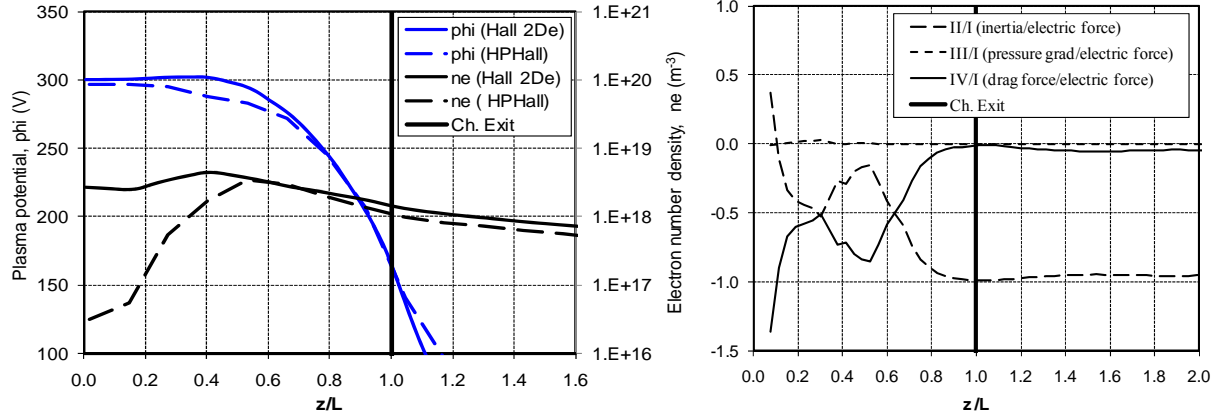 350
300
250
200
150
100
Plasma potential, phi (V)
phi (Hall 2De)
phi (HPHall)
ne (Hall 2De)
ne ( HPHall)
Ch. Exit
1.E+21
1.E+20
1.E+19
1.E+18
1.E+17
1.E+16
Electron number density, ne (m-3)
0.0 0.2 0.4 0.6 0.8 1.0 1.2 1.4 1.6
z/L
1.0
0.5
0.0
-0.5
-1.0
-1.5
II/I (inertia/electric force)
III/I (pressure grad/electric force)
IV/I (drag force/electric force)
Ch. Exit
0.0 0.2 0.4 0.6 0.8 1.0 1.2 1.4 1.6 1.8 2.0
z/L